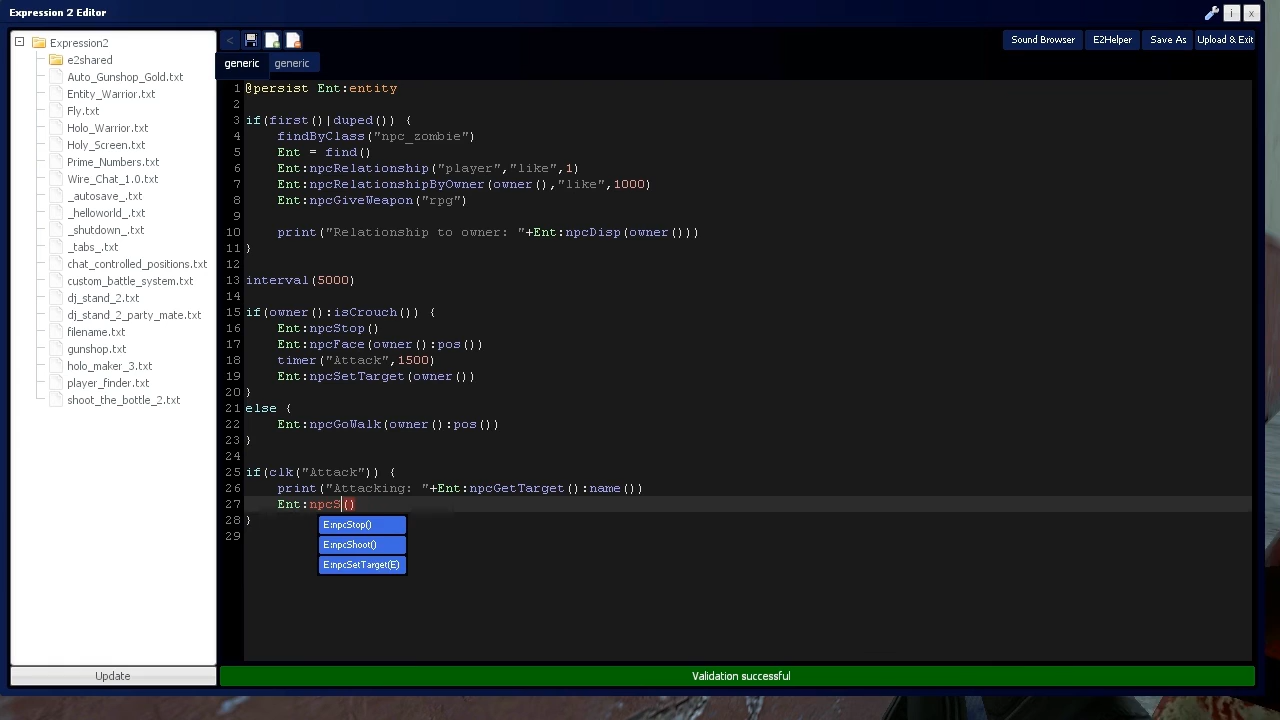 Expression 2 Editor
i
x
Expression2
e2shared
Auto_Gunshop_Gold.txt
Entity_Warrior.txt
Fly.txt
Holo_Warrior.txt
Holy_Screen.txt
Prime_Numbers.txt
Wire_Chat_1.0.txt
_autosave_.txt
_helloworld_.txt
_shutdown_.txt
_tabs_.txt
chat_controlled_positions.txt
custom_battle_system.txt
dj_stand_2.txt
dj_stand_2_party_mate.txt
filename.txt
gunshop.txt
holo_maker_3.txt
player_finder.txt
shoot_the_bottle_2.txt
Update
<
Sound Browser
E2Helper
Save As
Upload & Exit
generic
generic
1 @persist Ent:entity
2
3 if(first()|duped()) {
4     findByClass("npc_zombie")
5     Ent = find()
6     Ent:npcRelationship("player","like",1)
7     Ent:npcRelationshipByOwner(owner(),"like",1000)
8     Ent:npcGiveWeapon("rpg")
9
10     print("Relationship to owner: "+Ent:npcDisp(owner()))
11 }
12
13 interval(5000)
14
15 if(owner():isCrouch()) {
16     Ent:npcStop()
17     Ent:npcFace(owner():pos())
18     timer("Attack",1500)
19     Ent:npcSetTarget(owner())
20 }
21 else {
22     Ent:npcGoWalk(owner():pos())
23 }
24
25 if(clk("Attack")) {
26     print("Attacking: "+Ent:npcGetTarget():name())
27     Ent:npcS()
28 }
29
E:npcStop()
E:npcShoot()
E:npcSetTarget(E)
Validation successful